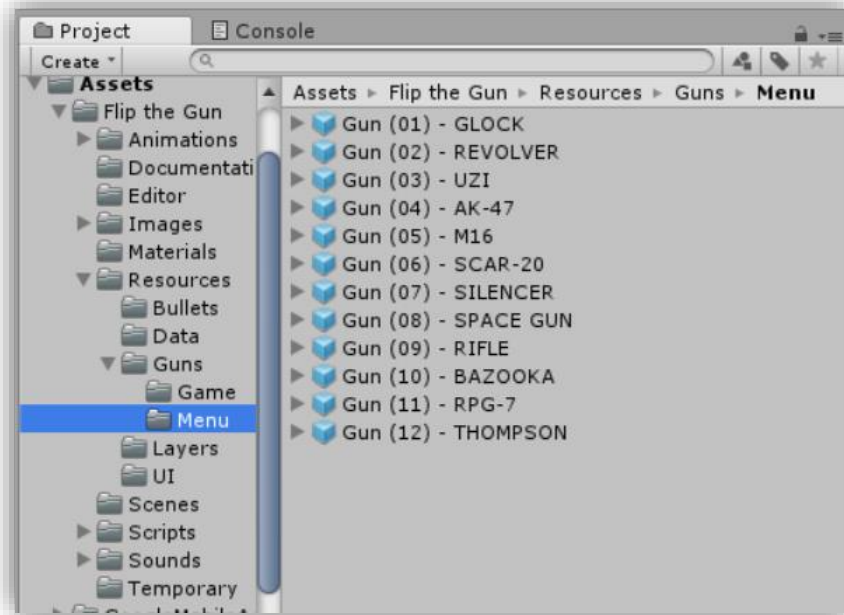 Project
Console
Create
Assets
Flip the Gun
Animations
Documentati
Editor
Images
Materials
Resources
Bullets
Data
Guns
Game
Menu
Layers
UI
Scenes
Scripts
Sounds
Temporary
Assets ▸ Flip the Gun ▸ Resources ▸ Guns ▸ Menu
Gun (01) - GLOCK
Gun (02) - REVOLVER
Gun (03) - UZI
Gun (04) - AK-47
Gun (05) - M16
Gun (06) - SCAR-20
Gun (07) - SILENCER
Gun (08) - SPACE GUN
Gun (09) - RIFLE
Gun (10) - BAZOOKA
Gun (11) - RPG-7
Gun (12) - THOMPSON